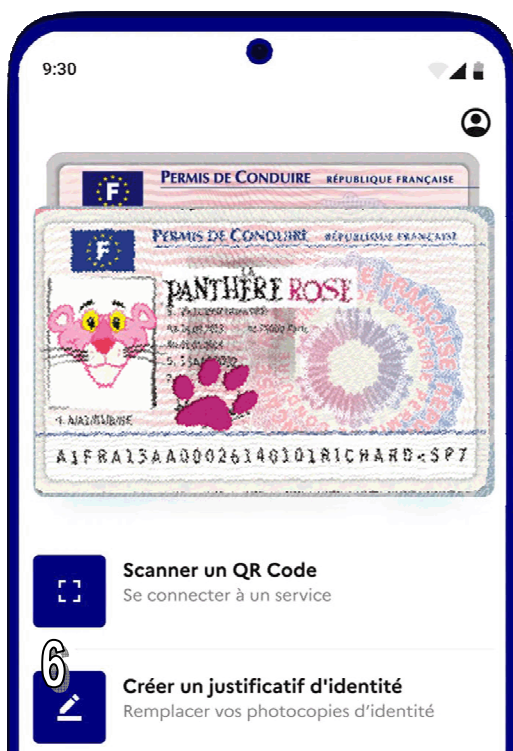 9:30
PERMIS DE CONDUIRE RÉPUBLIQUE FRANÇAISE
F
PERMIS DE CONDUIRE RÉPUBLIQUE FRANÇAISE
F
LA
PANTHÈRE ROSE
A1FRA13AA00026140101RICHARD<SP7
Scanner un QR Code
Se connecter à un service
6
Créer un justificatif d'identité
Remplacer vos photocopies d'identité